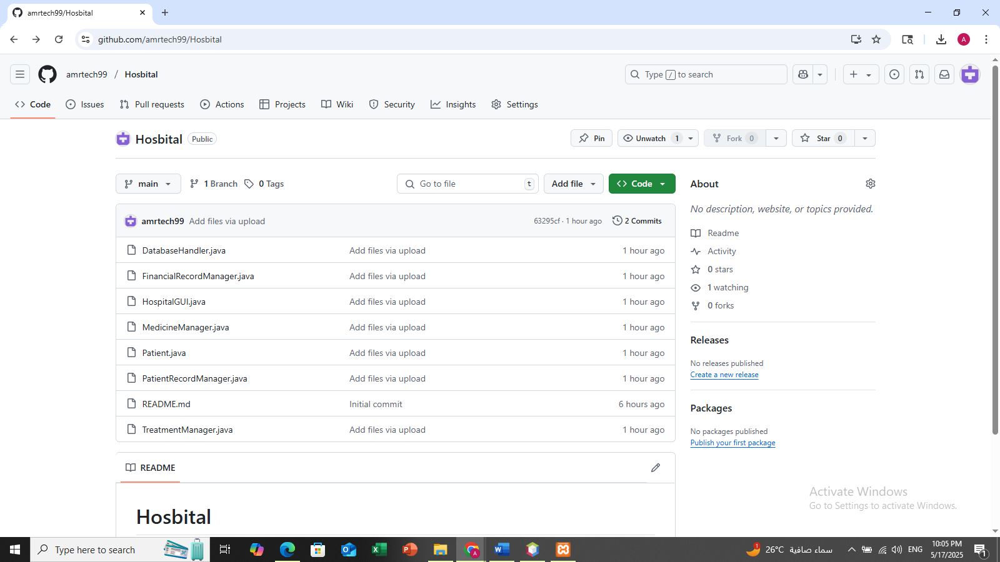 amrtech99/Hosbital
github.com/amrtech99/Hosbital
A
amrtech99 / Hosbital
Type / to search
Code Issues Pull requests Actions Projects Wiki Security Insights Settings
Hosbital Public
Pin Unwatch 1 Fork 0 Star 0
main 1 Branch 0 Tags Go to file t Add file Code
amrtech99 Add files via upload 63295cf · 1 hour ago 2 Commits
DatabaseHandler.java Add files via upload 1 hour ago
FinancialRecordManager.java Add files via upload 1 hour ago
HospitalGUI.java Add files via upload 1 hour ago
MedicineManager.java Add files via upload 1 hour ago
Patient.java Add files via upload 1 hour ago
PatientRecordManager.java Add files via upload 1 hour ago
README.md Initial commit 6 hours ago
TreatmentManager.java Add files via upload 1 hour ago
README
Hosbital
About
No description, website, or topics provided.
Readme
Activity
0 stars
1 watching
0 forks
Releases
No releases published
Create a new release
Packages
No packages published
Publish your first package
Activate Windows
Go to Settings to activate Windows.
Type here to search
1
26°C سماء صافية
ENG
10:05 PM
5/17/2025
1